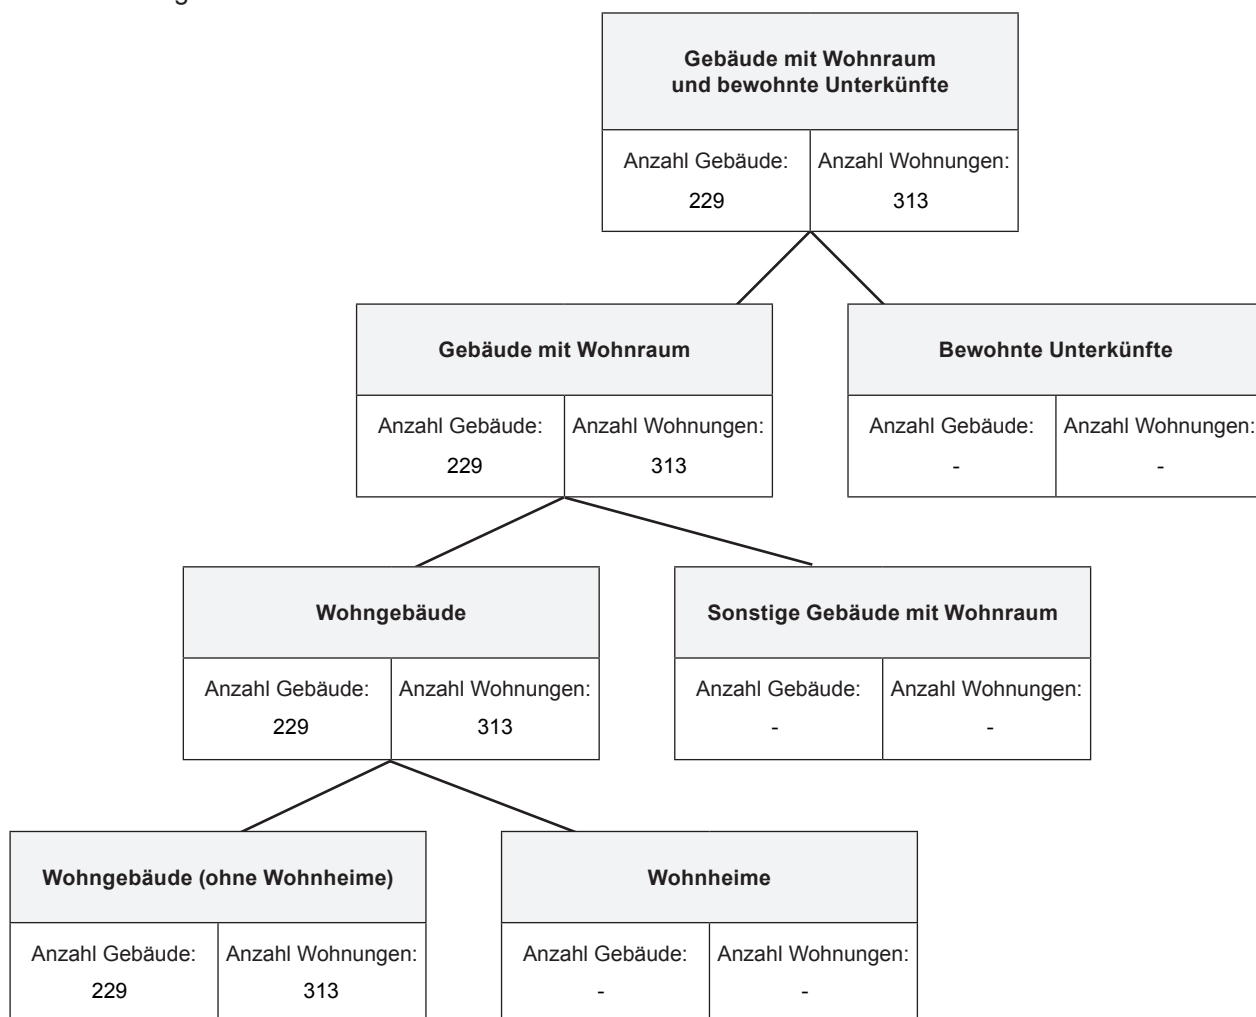 Gebäude mit Wohnraum
und bewohnte Unterkünfte
Anzahl Gebäude: Anzahl Wohnungen:
229 313
Gebäude mit Wohnraum Bewohnte Unterkünfte
Anzahl Gebäude: Anzahl Wohnungen: Anzahl Gebäude: Anzahl Wohnungen:
229 313 - -
Wohngebäude Sonstige Gebäude mit Wohnraum
Anzahl Gebäude: Anzahl Wohnungen: Anzahl Gebäude: Anzahl Wohnungen:
229 313 - -
Wohngebäude (ohne Wohnheime) Wohnheime
Anzahl Gebäude: Anzahl Wohnungen: Anzahl Gebäude: Anzahl Wohnungen:
229 313 - -